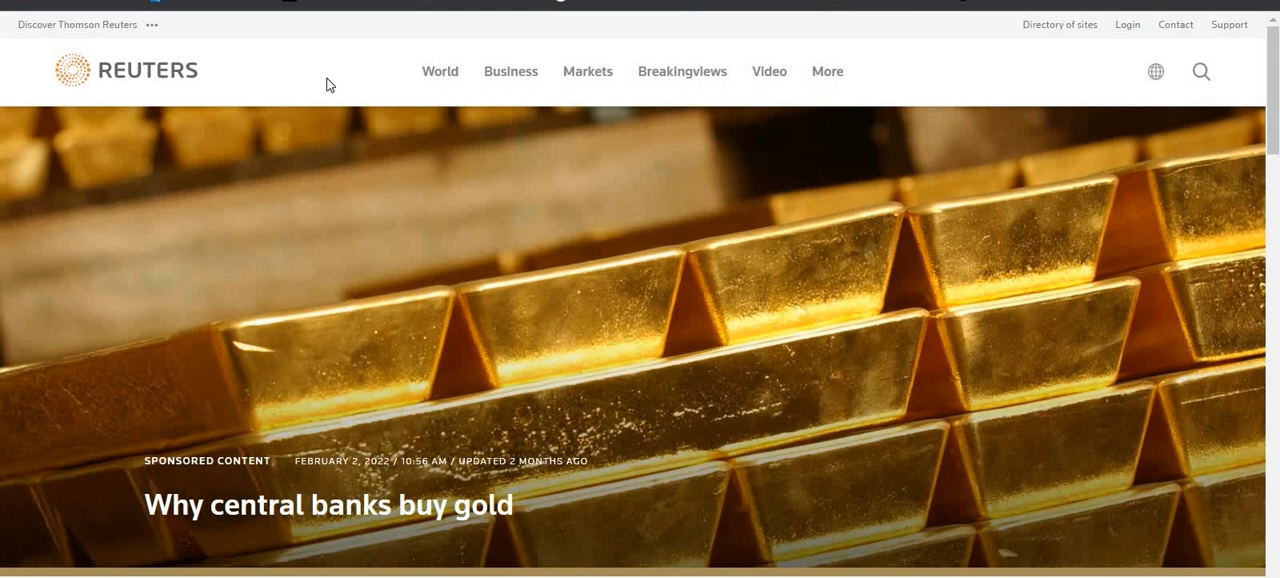 Discover Thomson Reuters •••
Directory of sites Login Contact Support
REUTERS
World Business Markets Breakingviews Video More
SPONSORED CONTENT FEBRUARY 2, 2022 / 10:56 AM / UPDATED 2 MONTHS AGO
Why central banks buy gold